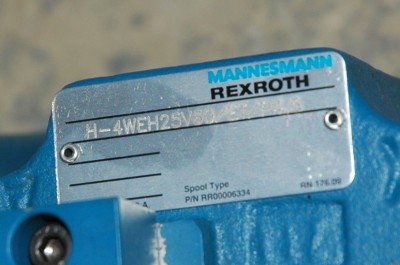 MANNESMANN
REXROTH
Spool Type
P/N RR00006334
RN 176.09